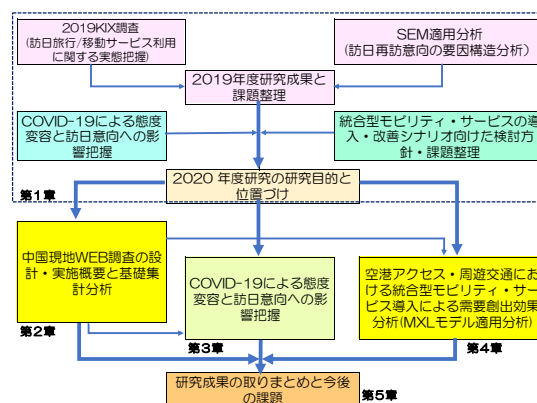 2019KIX調査
(訪日旅行/移動サービス利用
に関する実態把握)
SEM適用分析
(訪日再訪意向の要因構造分析)
2019年度研究成果と
課題整理
COVID-19による態度
変容と訪日意向への影
響把握
統合型モビリティ・サービスの導
入・改善シナリオ向けた検討方
針・課題整理
2020 年度研究の研究目的と
位置づけ
第1章
中国現地WEB調査の設
計・実施概要と基礎集
計分析
第2章
COVID-19による態度
変容と訪日意向への影
響把握
第3章
空港アクセス・周遊交通にお
ける統合型モビリティ・サー
ビス導入による需要創出効果
分析(MXLモデル適用分析)
第4章
研究成果の取りまとめと今後
の課題
第5章